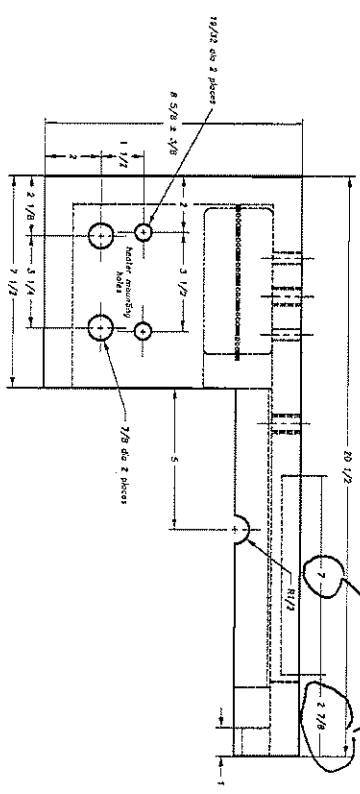 19/32 dia 2 places
8 5/8 ± 3/8
1 1/2
2
2 1/8
3 1/4
7 1/2
2
3 1/2
heater mounting
holes
7/8 dia 2 places
5
R1/2
20 1/2
7
2 7/8
1